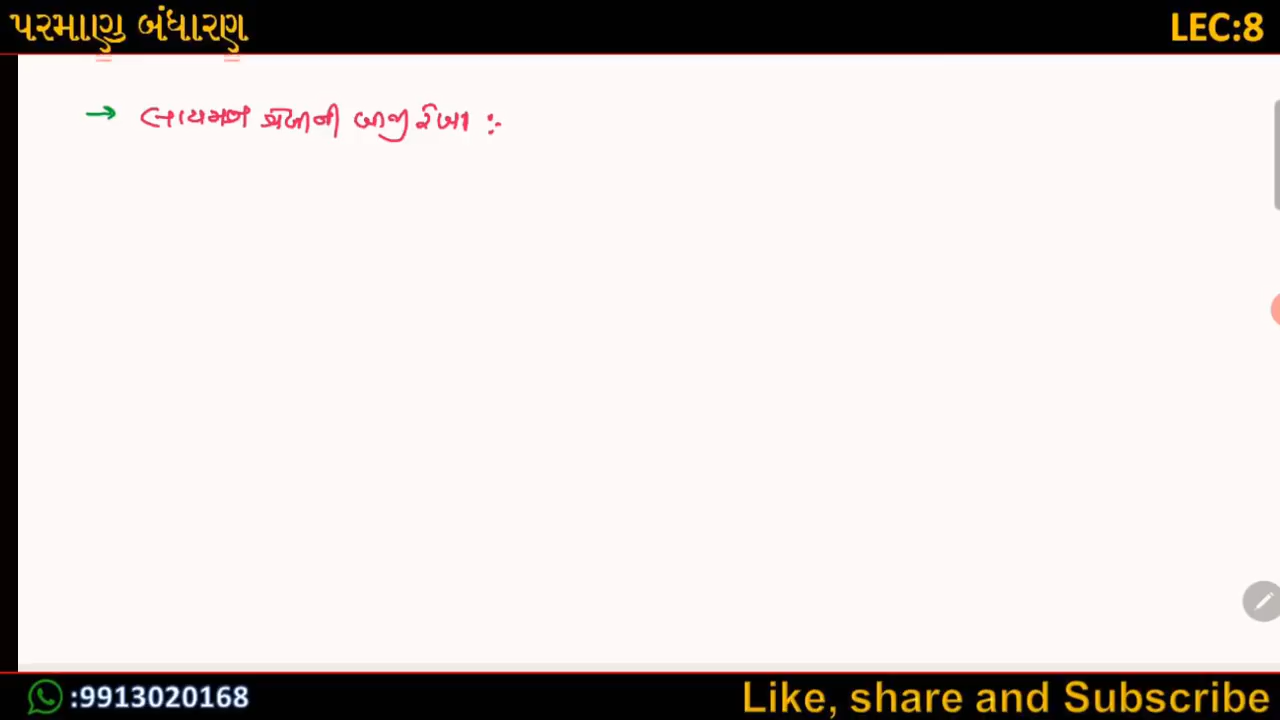 પરમાણુ બંધારણ
LEC:8
→ લાયમન શ્રેણીની બીજી રેખા :-
:9913020168
Like, share and Subscribe